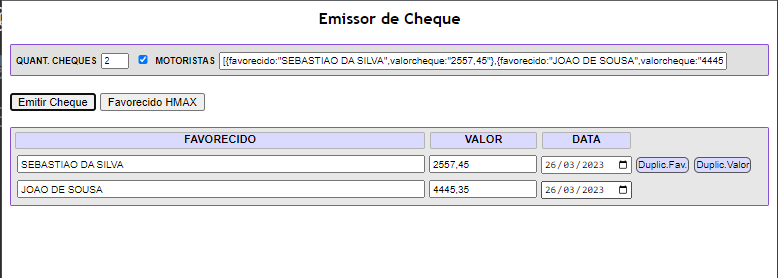 Emissor de Cheque
QUANT. CHEQUES 2 MOTORISTAS [{favorecido:"SEBASTIAO DA SILVA",valorcheque:"2557,45"},{favorecido:"JOAO DE SOUSA",valorcheque:"4445
Emitir Cheque Favorecido HMAX
FAVORECIDO VALOR DATA
SEBASTIAO DA SILVA 2557,45 26/03/2023 Duplic.Fav. Duplic.Valor
JOAO DE SOUSA 4445,35 26/03/2023